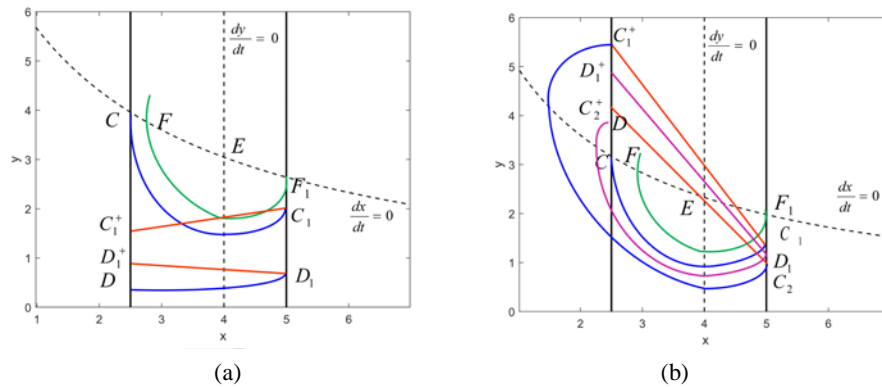 6
5
4
3
2
1
0
y
1
2
3
4
5
6
x
dy/dt = 0
dx/dt = 0
C
F
E
F₁
C₁
C₁⁺
D₁⁺
D
D₁
(a)
6
5
4
3
2
1
0
y
2
3
4
5
6
x
dy/dt = 0
dx/dt = 0
C₁⁺
D₁⁺
C₂⁺
D
C
F
E
F₁
C₁
D₁
C₂
(b)